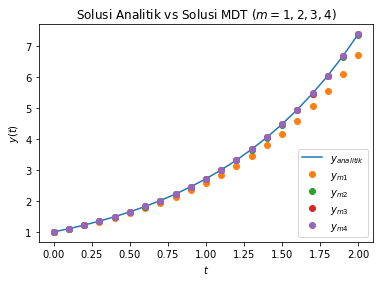 Solusi Analitik vs Solusi MDT (m = 1, 2, 3, 4)
y(t)
7
6
5
4
3
2
1
y_analitik
y_m1
y_m2
y_m3
y_m4
0.00 0.25 0.50 0.75 1.00 1.25 1.50 1.75 2.00
t